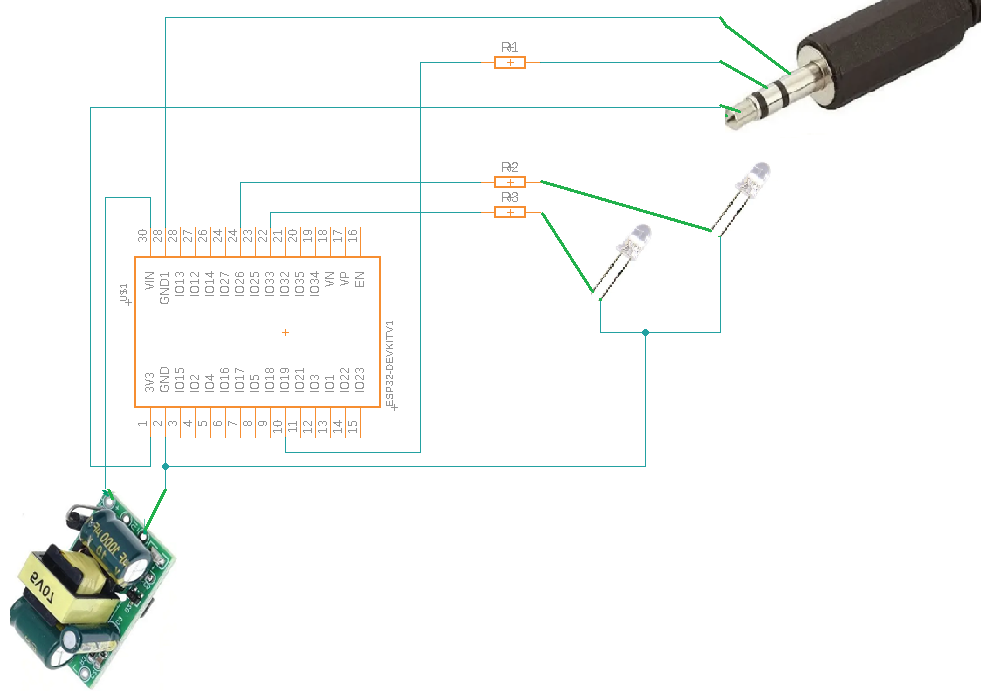 R1
R2
R3
30 28 28 27 26 24 24 23 22 21 20 19 18 17 16
VIN GND1 IO13 IO12 IO14 IO27 IO26 IO25 IO33 IO32 IO35 IO34 VN VP EN
U$1
ESP32-DEVKITV1
3V3 GND IO15 IO2 IO4 IO16 IO17 IO5 IO18 IO19 IO21 IO3 IO1 IO22 IO23
1 2 3 4 5 6 7 8 9 10 11 12 13 14 15